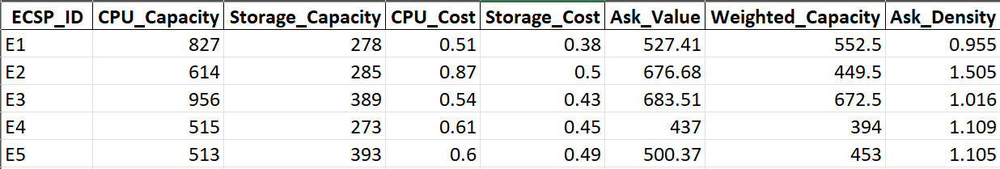 ECSP_ID CPU_Capacity Storage_Capacity CPU_Cost Storage_Cost Ask_Value Weighted_Capacity Ask_Density
E1 827 278 0.51 0.38 527.41 552.5 0.955
E2 614 285 0.87 0.5 676.68 449.5 1.505
E3 956 389 0.54 0.43 683.51 672.5 1.016
E4 515 273 0.61 0.45 437 394 1.109
E5 513 393 0.6 0.49 500.37 453 1.105